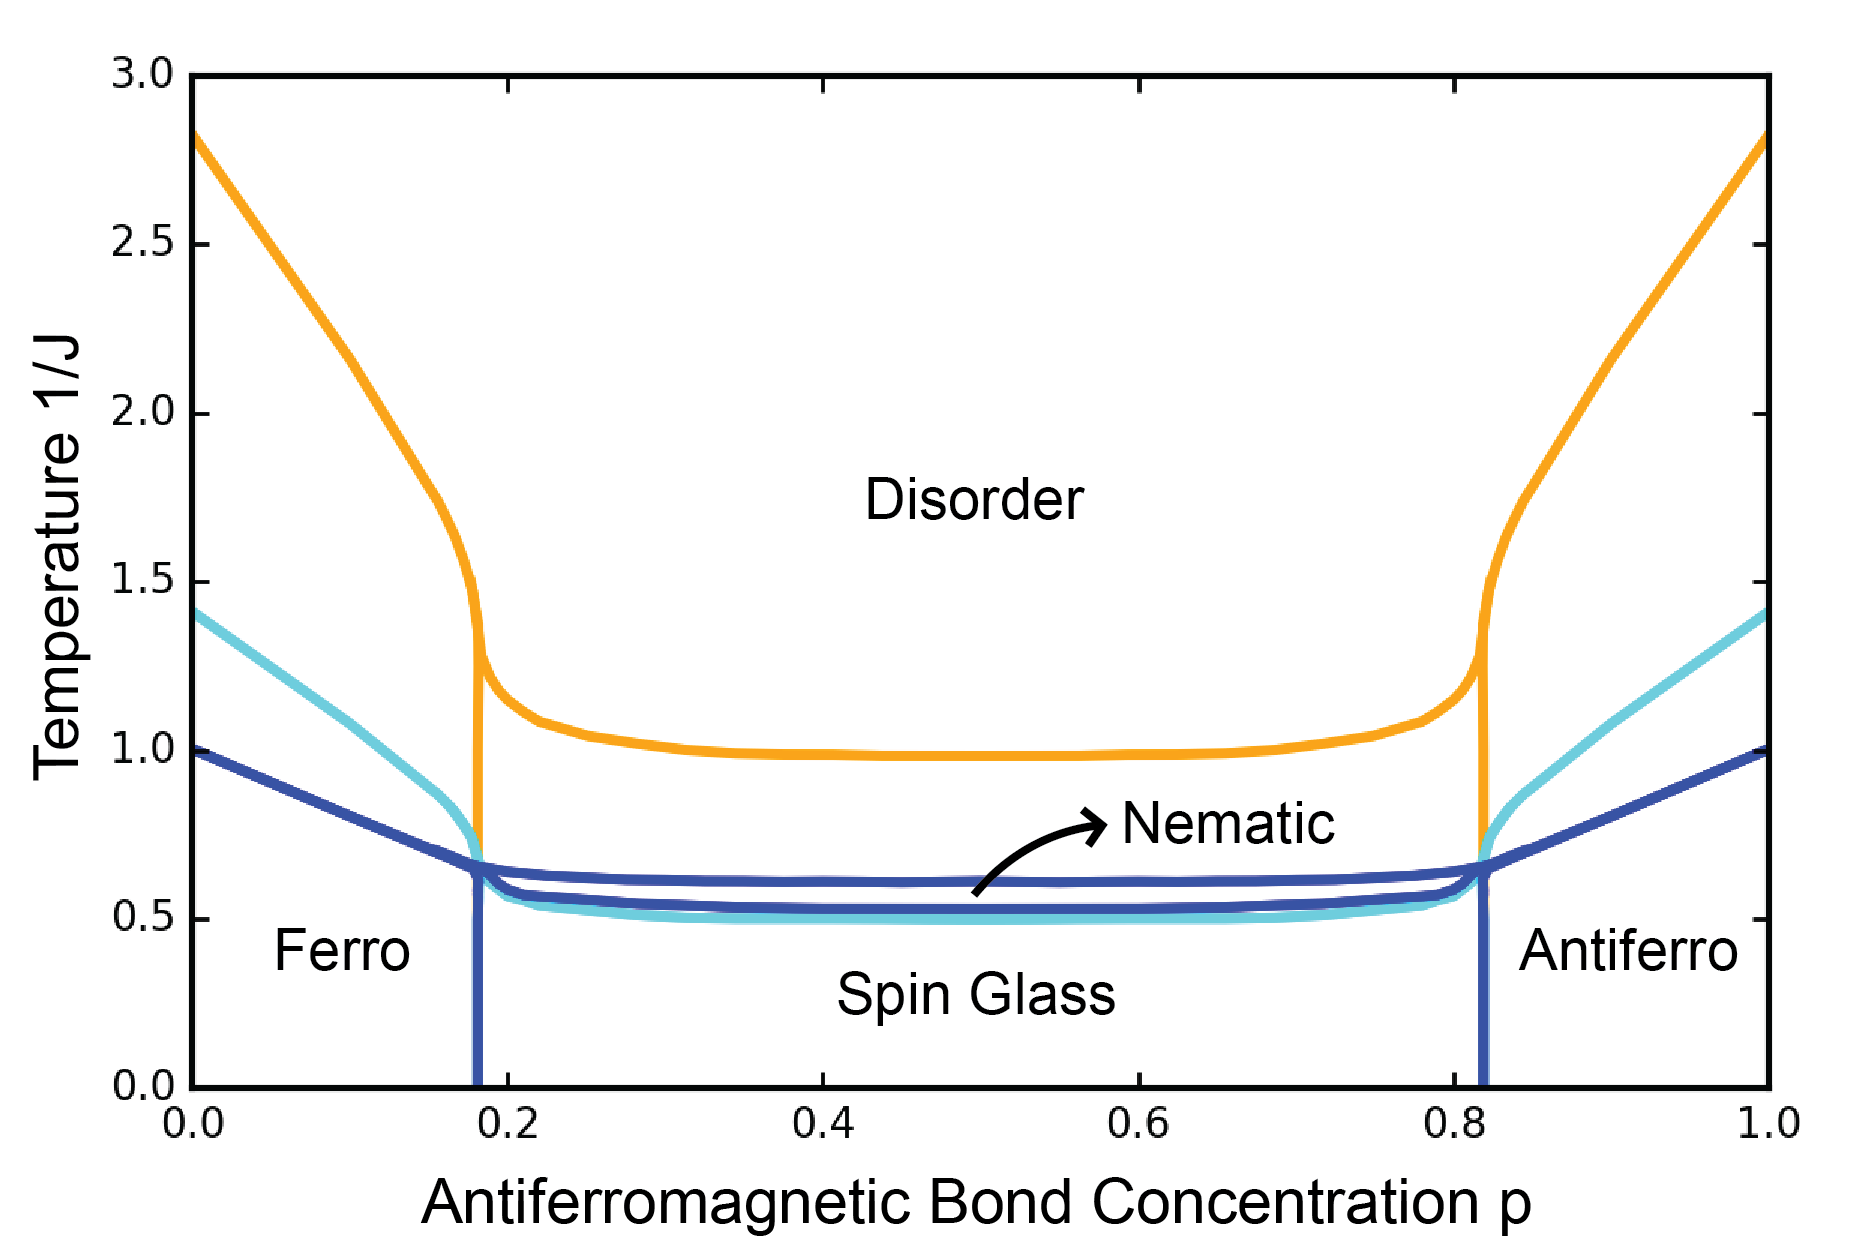 3.0
2.5
2.0
1.5
1.0
0.5
0.0
Temperature 1/J
Disorder
Nematic
Ferro
Antiferro
Spin Glass
0.0 0.2 0.4 0.6 0.8 1.0
Antiferromagnetic Bond Concentration p